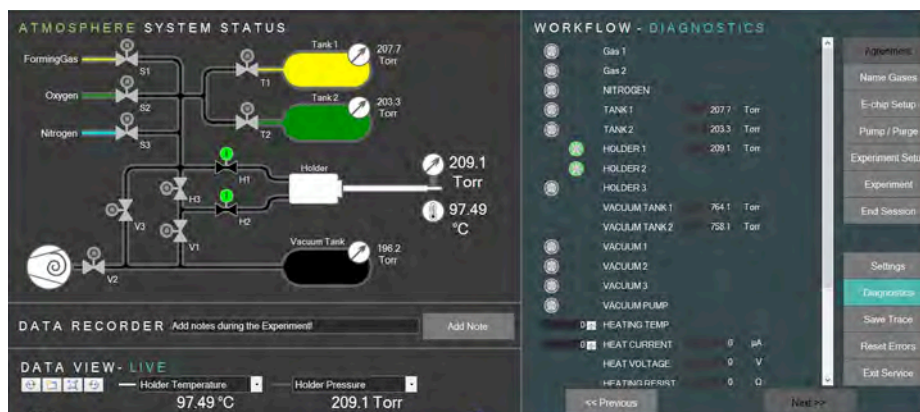 ATMOSPHERE SYSTEM STATUS
ForminGas
S1
Oxygen
S2
Nitrogen
S3
T1
Tank 1
207.7
Torr
T2
Tank 2
203.3
Torr
H1
Holder
209.1
Torr
H3
H2
97.49
°C
V3
V1
V2
Vacuum Tank
196.2
Torr
DATA RECORDER Add notes during the Experiment! Add Note
DATA VIEW- LIVE
Holder Temperature Holder Pressure
97.49 °C 209.1 Torr
WORKFLOW - DIAGNOSTICS
Gas 1
Gas 2
NITROGEN
TANK 1 207.7 Torr
TANK 2 203.3 Torr
HOLDER 1 209.1 Torr
HOLDER 2
HOLDER 3
VACUUM TANK 1 764.1 Torr
VACUUM TANK 2 758.1 Torr
VACUUM 1
VACUUM 2
VACUUM 3
VACUUM PUMP
0 HEATING TEMP
0 HEAT CURRENT 0 µA
HEAT VOLTAGE 0 V
HEATING RESIST 0 Ω
<< Previous Next >>
Agreement
Name Gases
E-chip Setup
Pump / Purge
Experiment Setu
Experiment
End Session
Settings
Diagnostics
Save Trace
Reset Errors
Exit Service